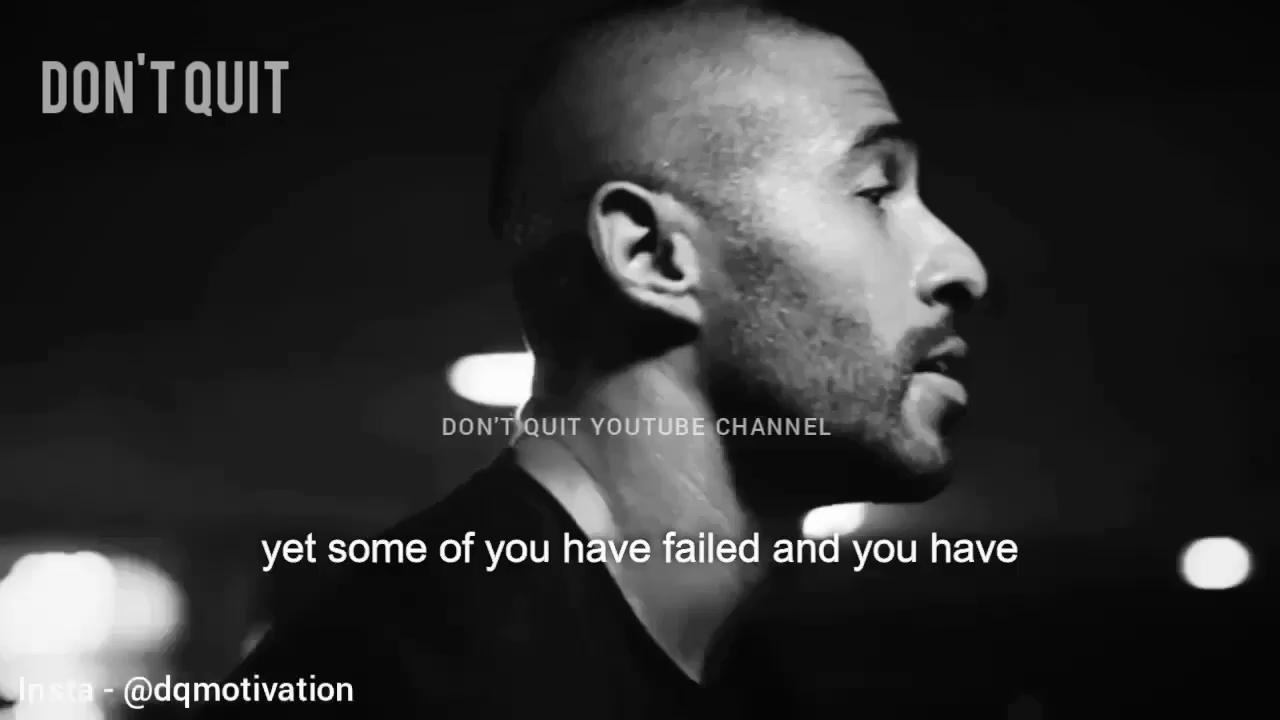 DON'T QUIT
DON'T QUIT YOUTUBE CHANNEL
yet some of you have failed and you have
Insta - @dqmotivation